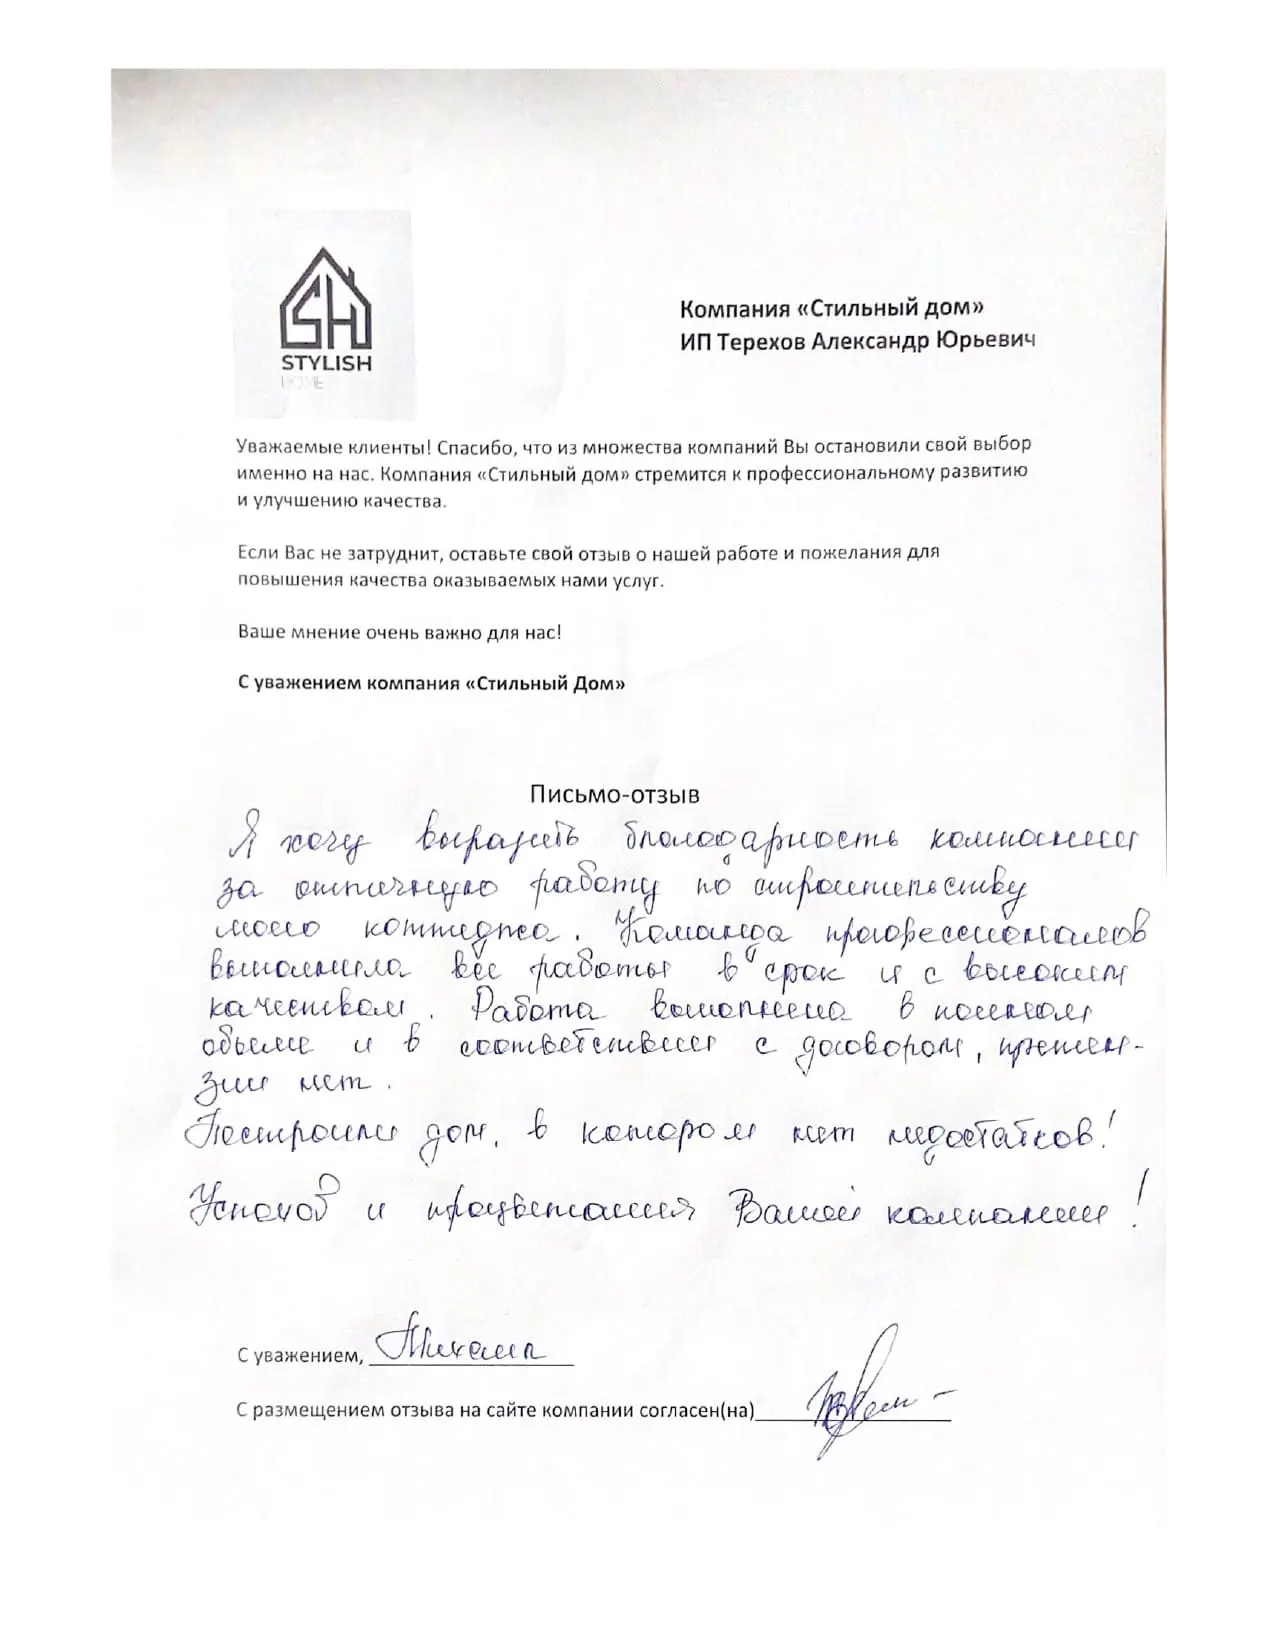 SH
STYLISH
HOME
Компания «Стильный дом»
ИП Терехов Александр Юрьевич
Уважаемые клиенты! Спасибо, что из множества компаний Вы остановили свой выбор
именно на нас. Компания «Стильный дом» стремится к профессиональному развитию
и улучшению качества.
Если Вас не затруднит, оставьте свой отзыв о нашей работе и пожелания для
повышения качества оказываемых нами услуг.
Ваше мнение очень важно для нас!
С уважением компания «Стильный Дом»
Письмо-отзыв
Я хочу выразить благодарность компании
за отличную работу по строительству
моего коттеджа. Команда профессионалов
выполнила все работы в срок и с высоким
качеством. Работа выполнена в полном
объеме и в соответствии с договором, претен-
зии нет.
Построили дом, в котором нет недостатков!
Успехов и процветания Вашей компании!
С уважением, Михаил
С размещением отзыва на сайте компании согласен(на)